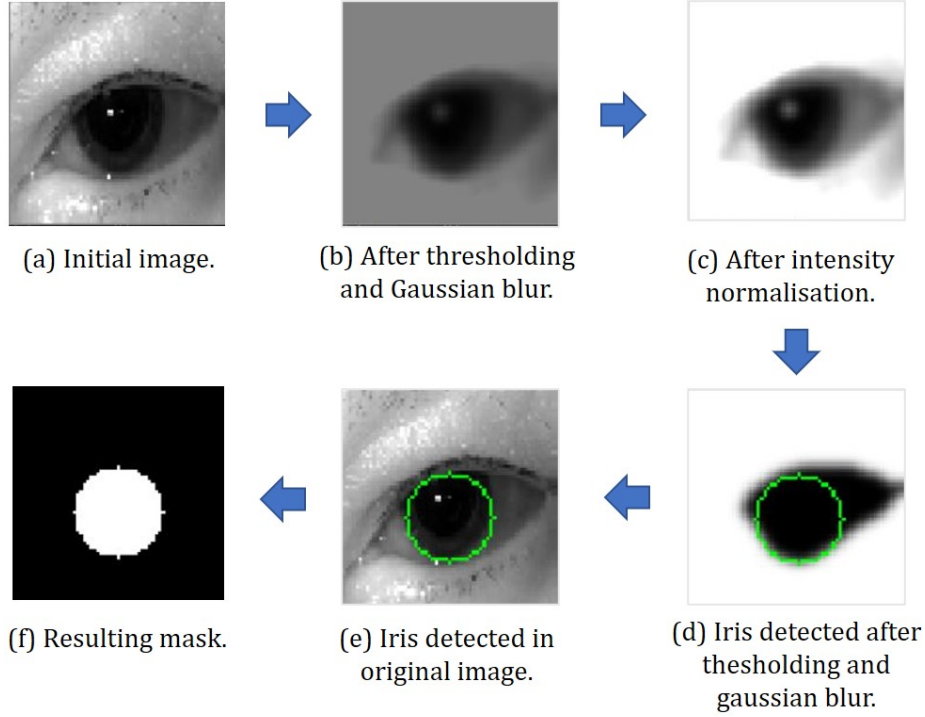 (a) Initial image.
(b) After thresholding
and Gaussian blur.
(c) After intensity
normalisation.
(d) Iris detected after
thesholding and
gaussian blur.
(e) Iris detected in
original image.
(f) Resulting mask.